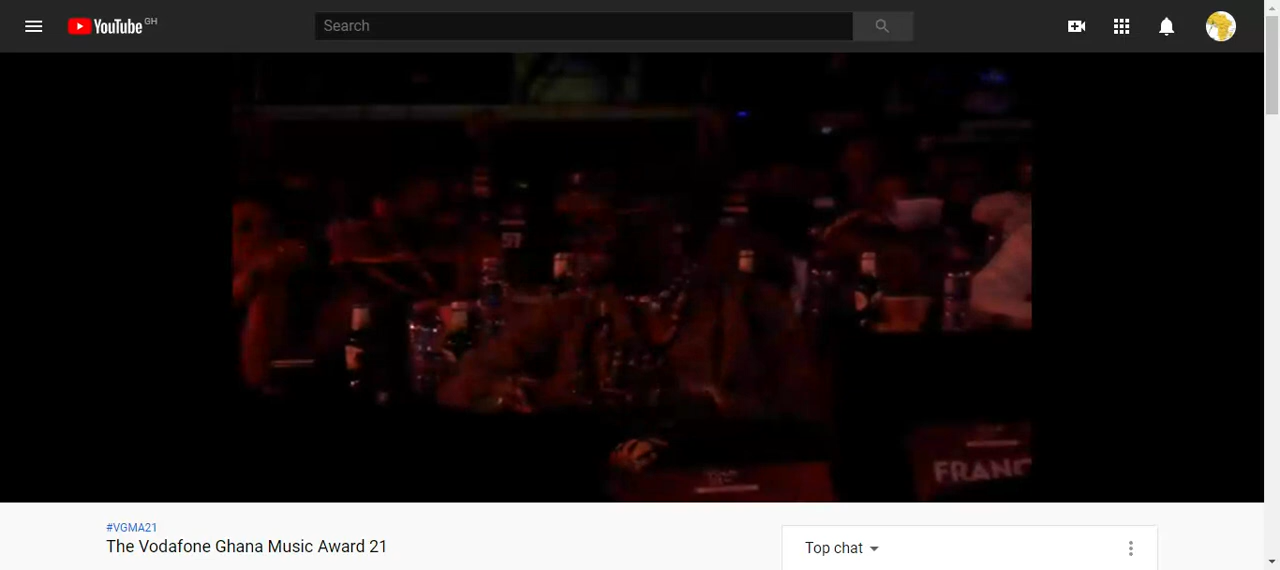 YouTube GH
Search
#VGMA21
The Vodafone Ghana Music Award 21
Top chat